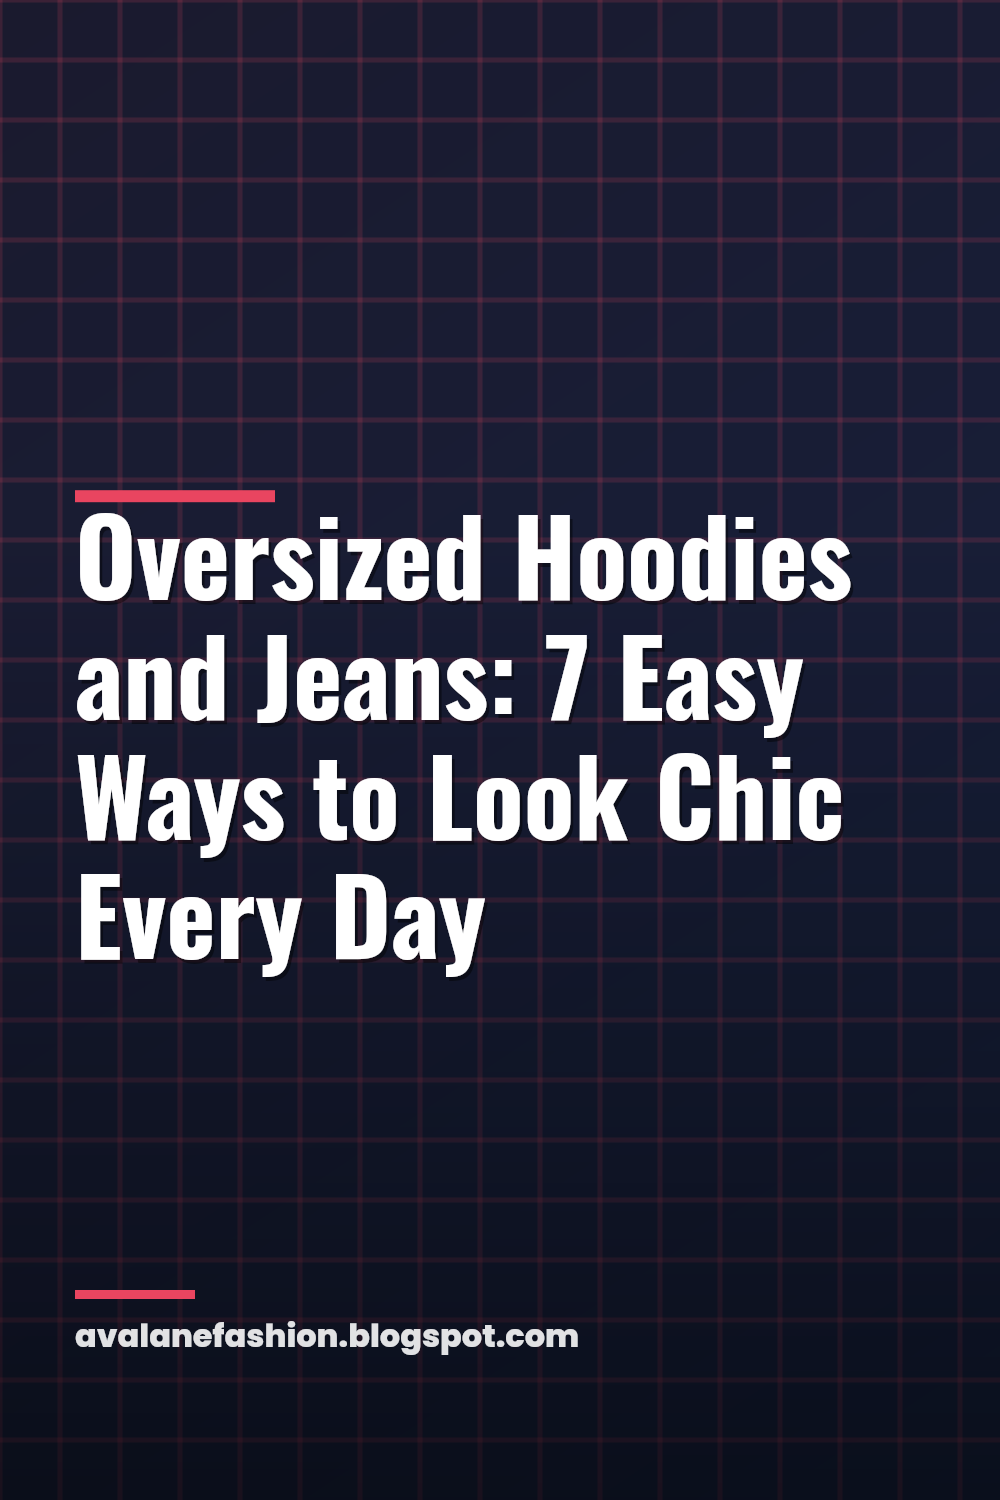 Oversized Hoodies
and Jeans: 7 Easy
Ways to Look Chic
Every Day
avalanefashion.blogspot.com